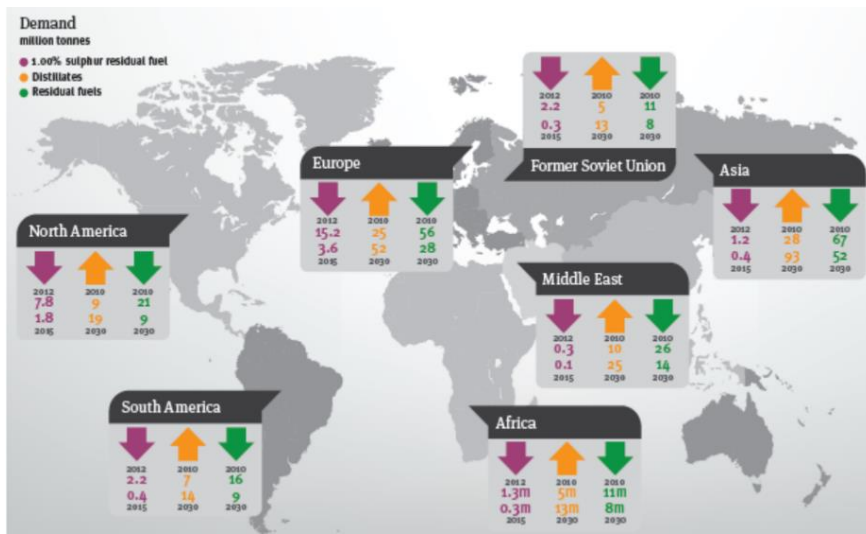 Demand
million tonnes
1.00% sulphur residual fuel
Distillates
Residual fuels
2012 2010 2010
2.2 5 11
0.3 13 8
2015 2030 2030
Former Soviet Union
Europe
2012 2010 2010
15.2 25 56
3.6 52 28
2015 2030 2030
Asia
2012 2010 2010
1.2 28 67
0.4 93 52
2015 2030 2030
North America
2012 2010 2010
7.8 9 21
1.8 19 9
2015 2030 2030
Middle East
2012 2010 2010
0.3 10 26
0.1 25 14
2015 2030 2030
South America
2012 2010 2010
2.2 7 16
0.4 14 9
2015 2030 2030
Africa
2012 2010 2010
1.3m 5m 11m
0.3m 13m 8m
2015 2030 2030